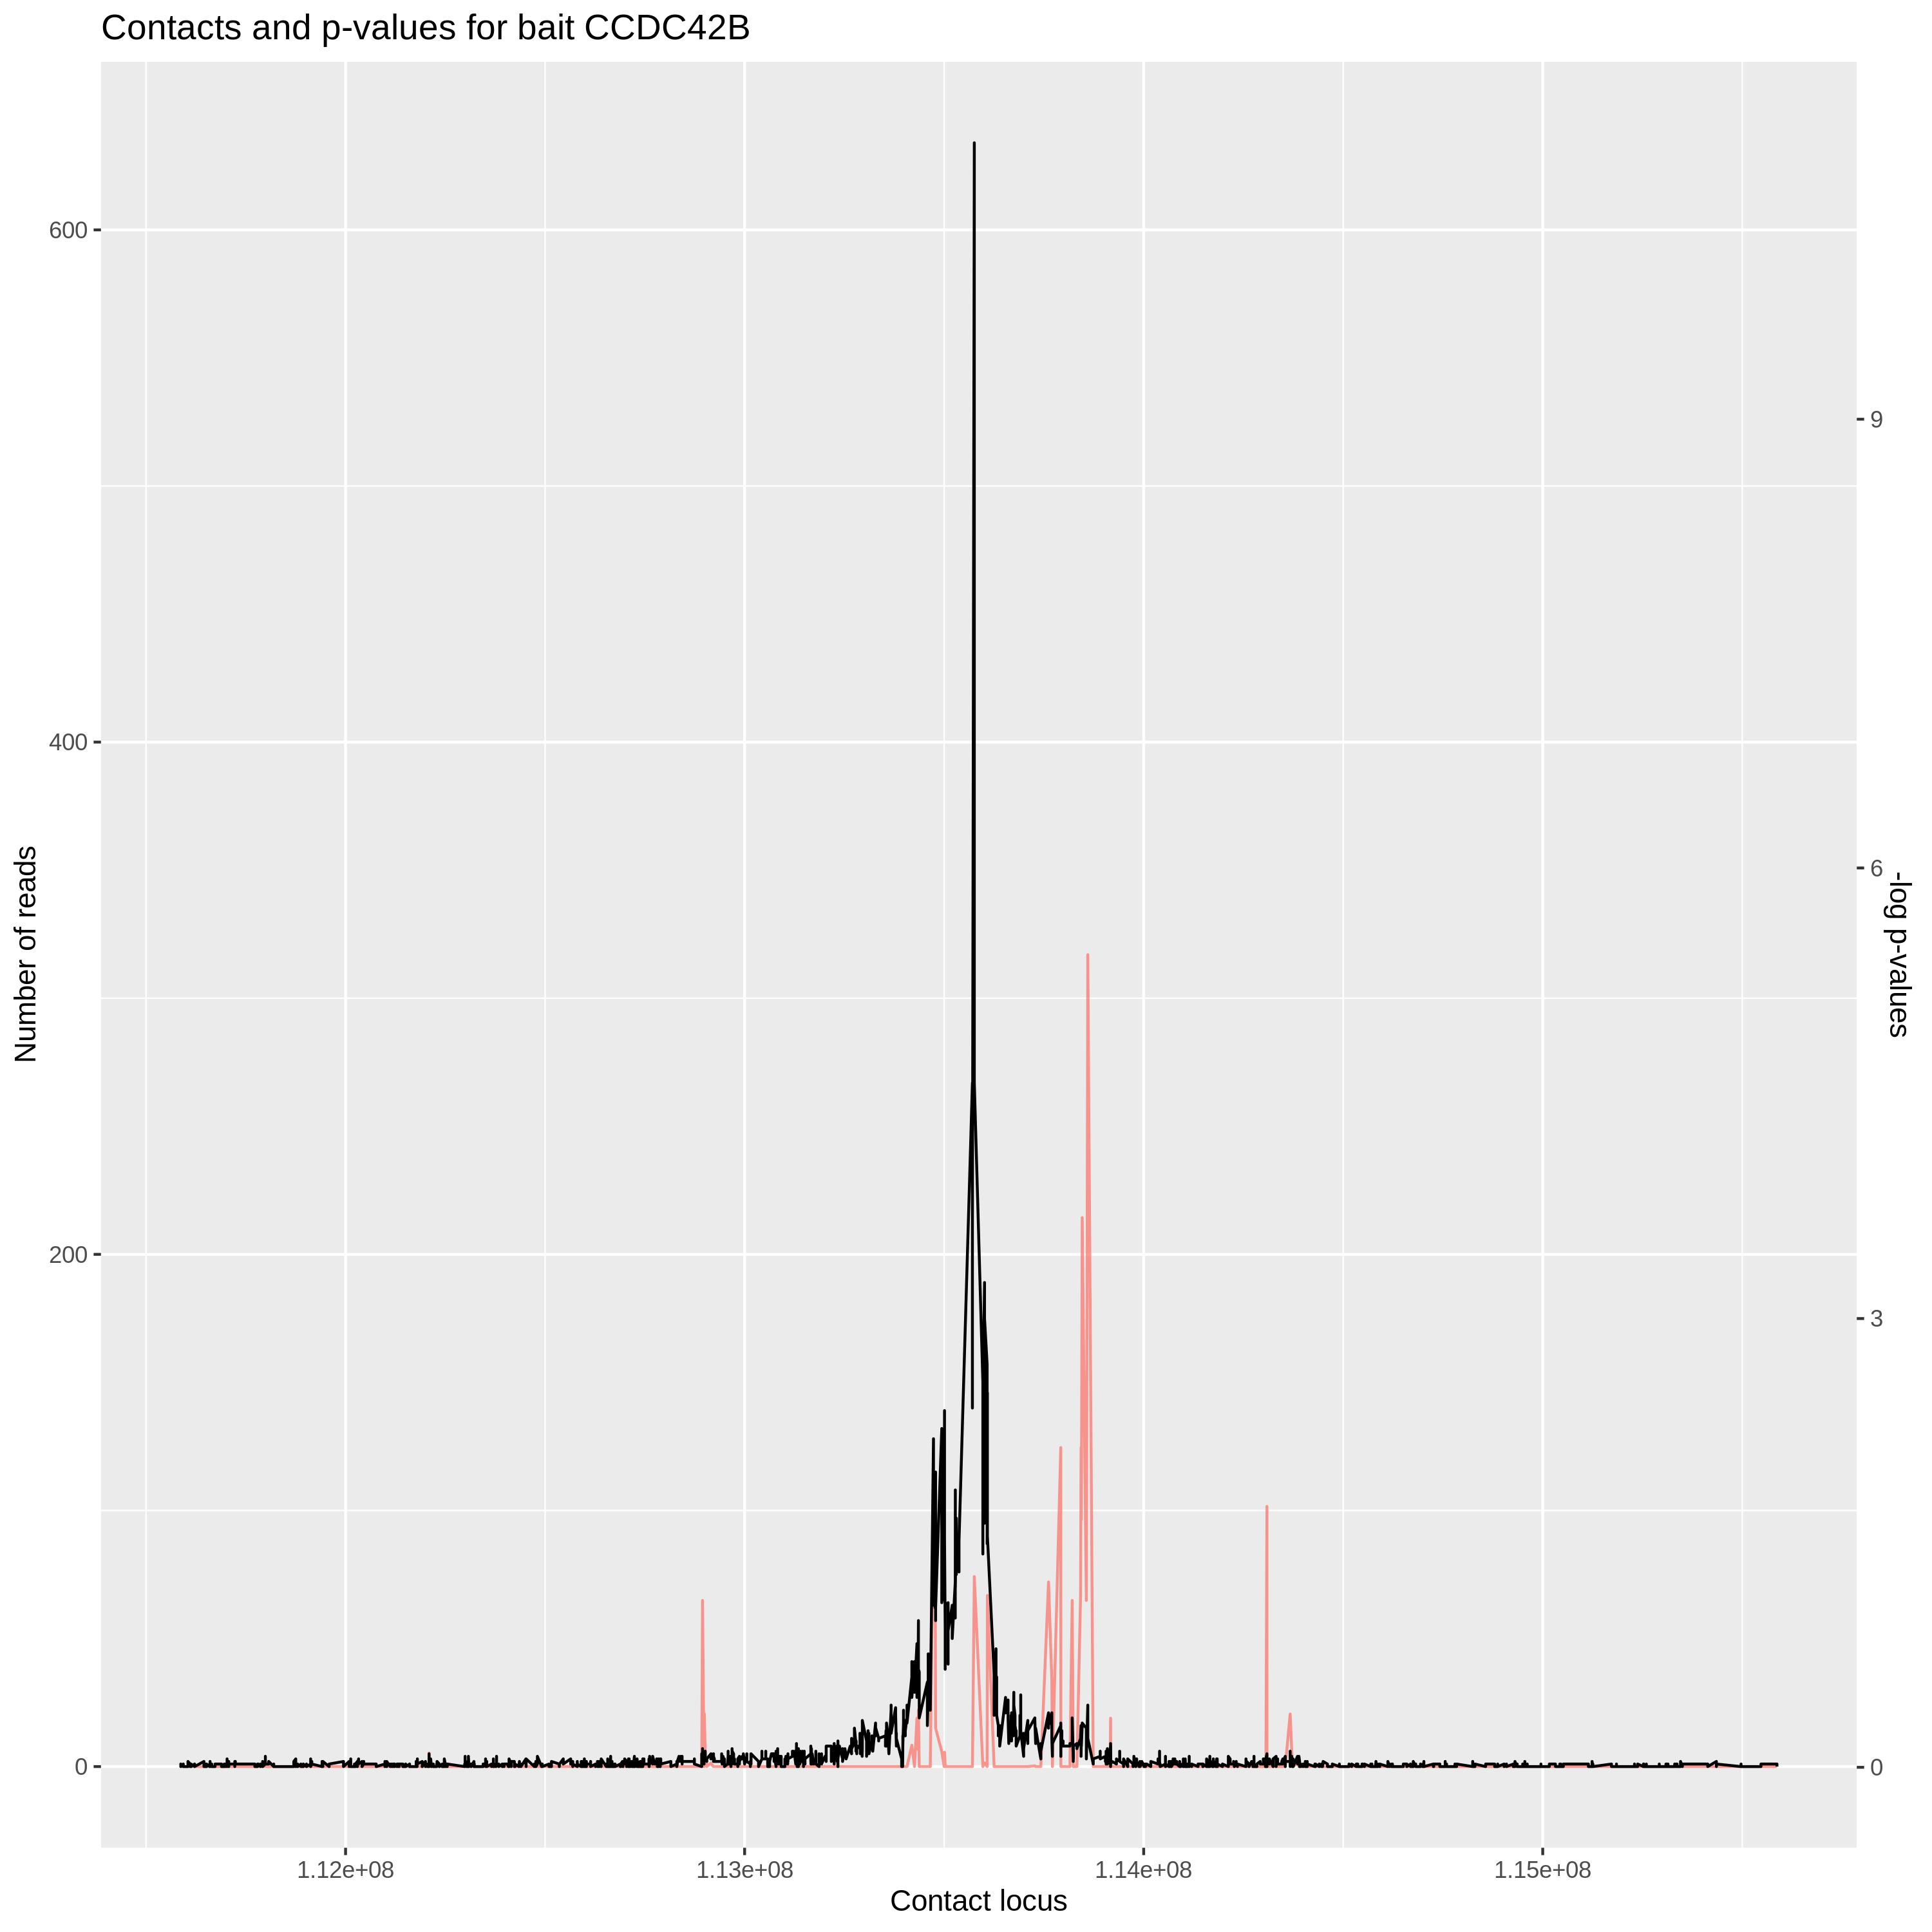 Contacts and p-values for bait CCDC42B
600
400
200
0
Number of reads
9
6
3
0
-log p-values
1.12e+08
1.13e+08
1.14e+08
1.15e+08
Contact locus